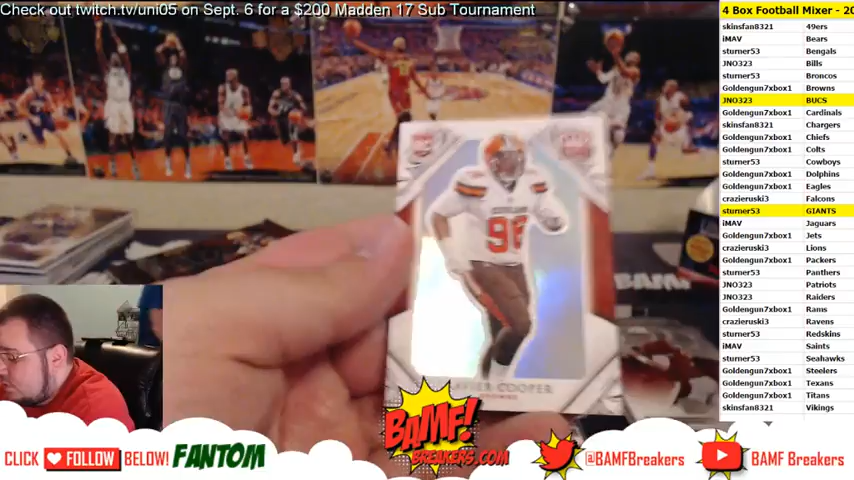 Check out twitch.tv/uni05 on Sept. 6 for a $200 Madden 17 Sub Tournament
4 Box Football Mixer - 20
skinsfan8321 49ers
iMAV Bears
sturner53 Bengals
JNO323 Bills
sturner53 Broncos
Goldengun7xbox1 Browns
JNO323 BUCS
Goldengun7xbox1 Cardinals
skinsfan8321 Chargers
Goldengun7xbox1 Chiefs
Goldengun7xbox1 Colts
sturner53 Cowboys
Goldengun7xbox1 Dolphins
Goldengun7xbox1 Eagles
crazieruski3 Falcons
sturner53 GIANTS
iMAV Jaguars
Goldengun7xbox1 Jets
crazieruski3 Lions
Goldengun7xbox1 Packers
sturner53 Panthers
JNO323 Patriots
JNO323 Raiders
Goldengun7xbox1 Rams
crazieruski3 Ravens
sturner53 Redskins
iMAV Saints
sturner53 Seahawks
Goldengun7xbox1 Steelers
Goldengun7xbox1 Texans
Goldengun7xbox1 Titans
skinsfan8321 Vikings
CLEVELAND
COOPER
BAMF!
BREAKERS.COM
CLICK FOLLOW BELOW! FANTOM
@BAMFBreakers
BAMF Breakers